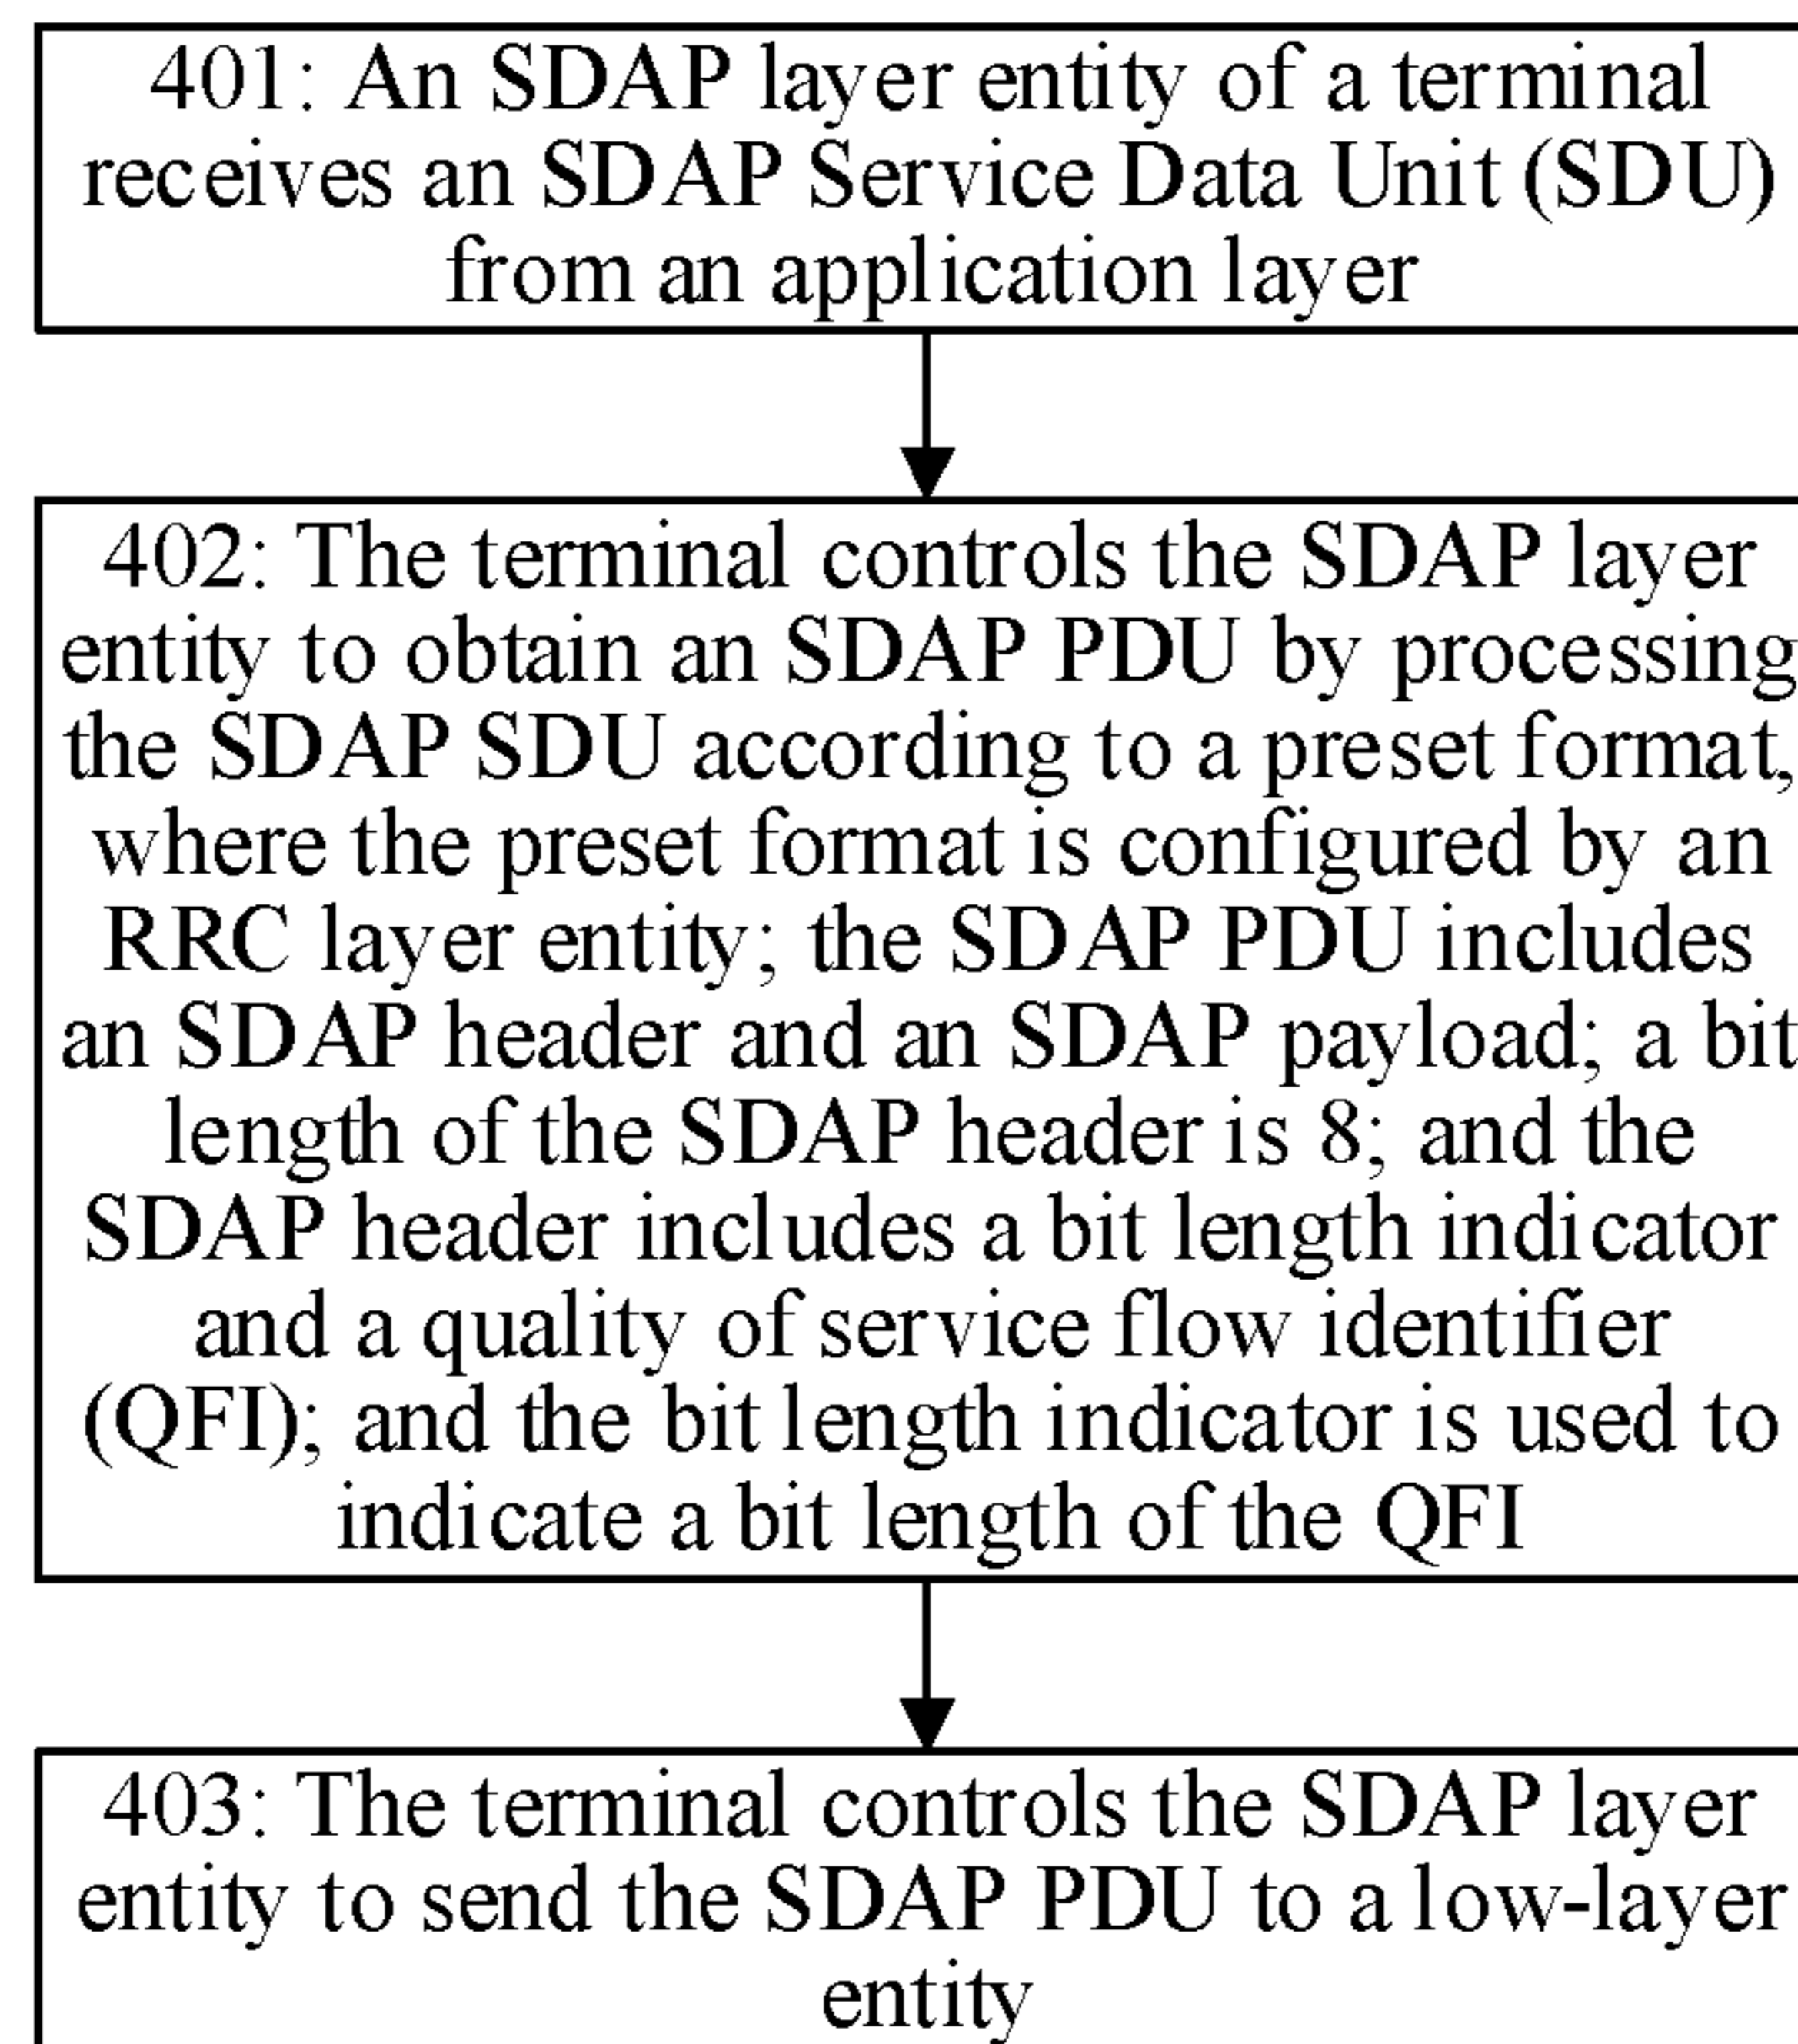 401: An SDAP layer entity of a terminal
receives an SDAP Service Data Unit (SDU)
from an application layer
402: The terminal controls the SDAP layer
entity to obtain an SDAP PDU by processing
the SDAP SDU according to a preset format,
where the preset format is configured by an
RRC layer entity; the SDAP PDU includes
an SDAP header and an SDAP payload; a bit
length of the SDAP header is 8; and the
SDAP header includes a bit length indicator
and a quality of service flow identifier
(QFI); and the bit length indicator is used to
indicate a bit length of the QFI
403: The terminal controls the SDAP layer
entity to send the SDAP PDU to a low-layer
entity